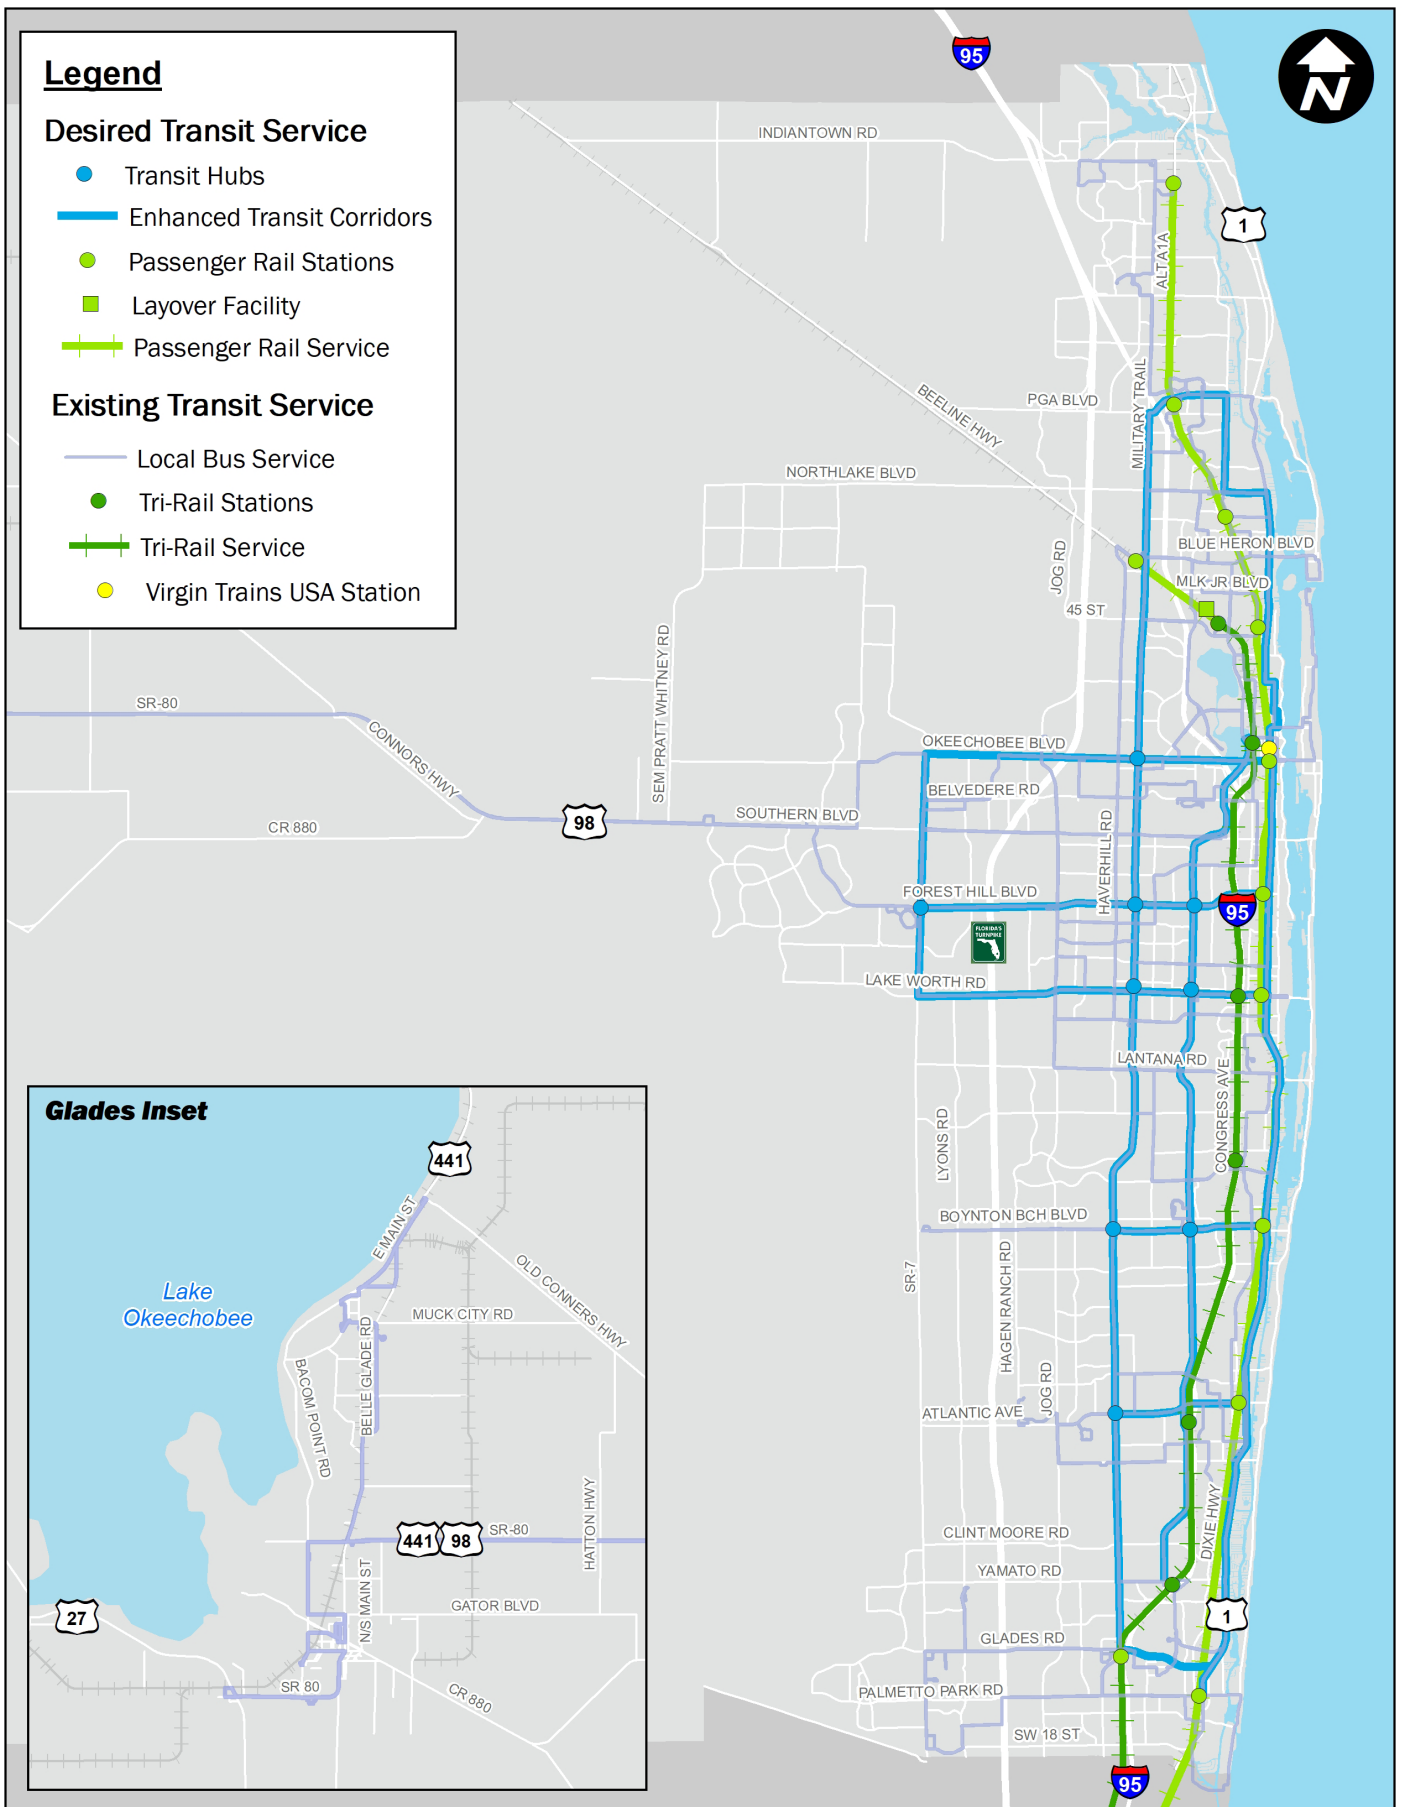 Legend
Desired Transit Service
Transit Hubs
Enhanced Transit Corridors
Passenger Rail Stations
Layover Facility
Passenger Rail Service
Existing Transit Service
Local Bus Service
Tri-Rail Stations
Tri-Rail Service
Virgin Trains USA Station
95
N
INDIANTOWN RD
1
ALT A1A
MILITARY TRAIL
BEELINE HWY
PGA BLVD
NORTHLAKE BLVD
JOG RD
BLUE HERON BLVD
MLK JR BLVD
45 ST
SEM PRATT WHITNEY RD
SR-80
CONNORS HWY
OKEECHOBEE BLVD
BELVEDERE RD
98
SOUTHERN BLVD
CR 880
HAVERHILL RD
FOREST HILL BLVD
95
FLORIDA'S
TURNPIKE
LAKE WORTH RD
LANTANA RD
CONGRESS AVE
LYONS RD
BOYNTON BCH BLVD
SR-7
HAGEN RANCH RD
JOG RD
ATLANTIC AVE
DIXIE HWY
CLINT MOORE RD
YAMATO RD
1
GLADES RD
PALMETTO PARK RD
SW 18 ST
95
Glades Inset
441
E MAIN ST
OLD CONNERS HWY
Lake
Okeechobee
MUCK CITY RD
BELLE GLADE RD
BACOM POINT RD
HATTON HWY
441
98
SR-80
N/S MAIN ST
27
GATOR BLVD
SR 80
CR 880